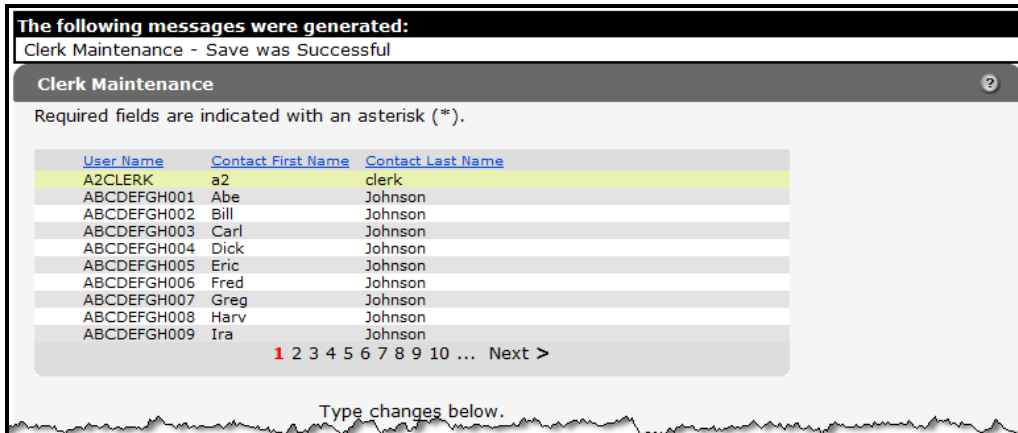 The following messages were generated:
Clerk Maintenance - Save was Successful
Clerk Maintenance ?
Required fields are indicated with an asterisk (*).
User Name Contact First Name Contact Last Name
A2CLERK a2 clerk
ABCDEFGH001 Abe Johnson
ABCDEFGH002 Bill Johnson
ABCDEFGH003 Carl Johnson
ABCDEFGH004 Dick Johnson
ABCDEFGH005 Eric Johnson
ABCDEFGH006 Fred Johnson
ABCDEFGH007 Greg Johnson
ABCDEFGH008 Harv Johnson
ABCDEFGH009 Ira Johnson
1 2 3 4 5 6 7 8 9 10 ... Next >
Type changes below.